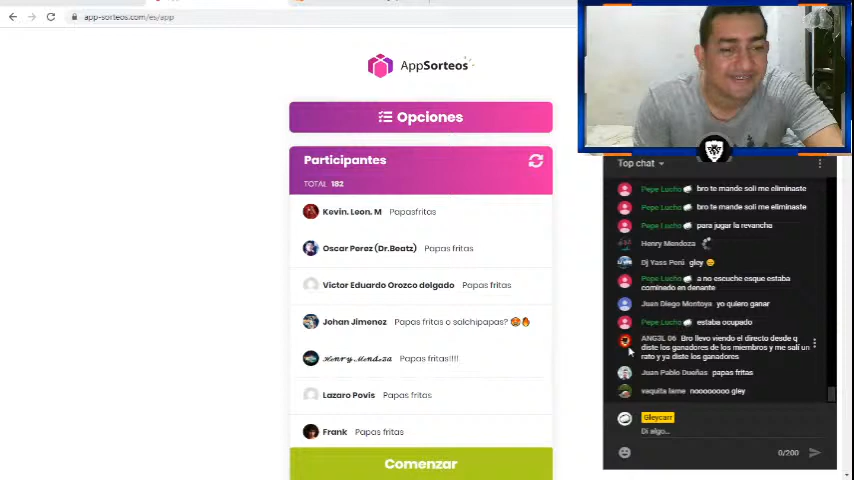 app-sorteos.com/es/app
AppSorteos
Opciones
Participantes
TOTAL 182
Kevin. Leon. M Papasfritas
Oscar Perez (Dr.Beatz) Papas fritas
Victor Eduardo Orozco delgado Papas fritas
Johan Jimenez Papas fritas o salchipapas? 🥵🔥
𝓗𝓮𝓷𝓻𝔂 𝓜𝓮𝓷𝓭𝓸𝔃𝓪 Papas fritas!!!!
Lazaro Povis Papas fritas
Frank Papas fritas
Comenzar
Top chat
Pepe Lucho bro te mande soli me eliminaste
Pepe Lucho bro te mande soli me eliminaste
Pepe Lucho para jugar la revancha
Henry Mendoza
Dj Yass Perú gley
Pepe Lucho a no escuche esque estaba
cominedo en denante
Juan Diego Montoya yo quiero ganar
Pepe Lucho estaba ocupado
ANG3L 06 Bro llevo viendo el directo desde q
diste los ganadores de los miembros y me salí un
rato y ya diste los ganadores
Juan Pablo Dueñas papas fritas
vaquita lame nooooooo gley
Gleycarr
Di algo...
0/200